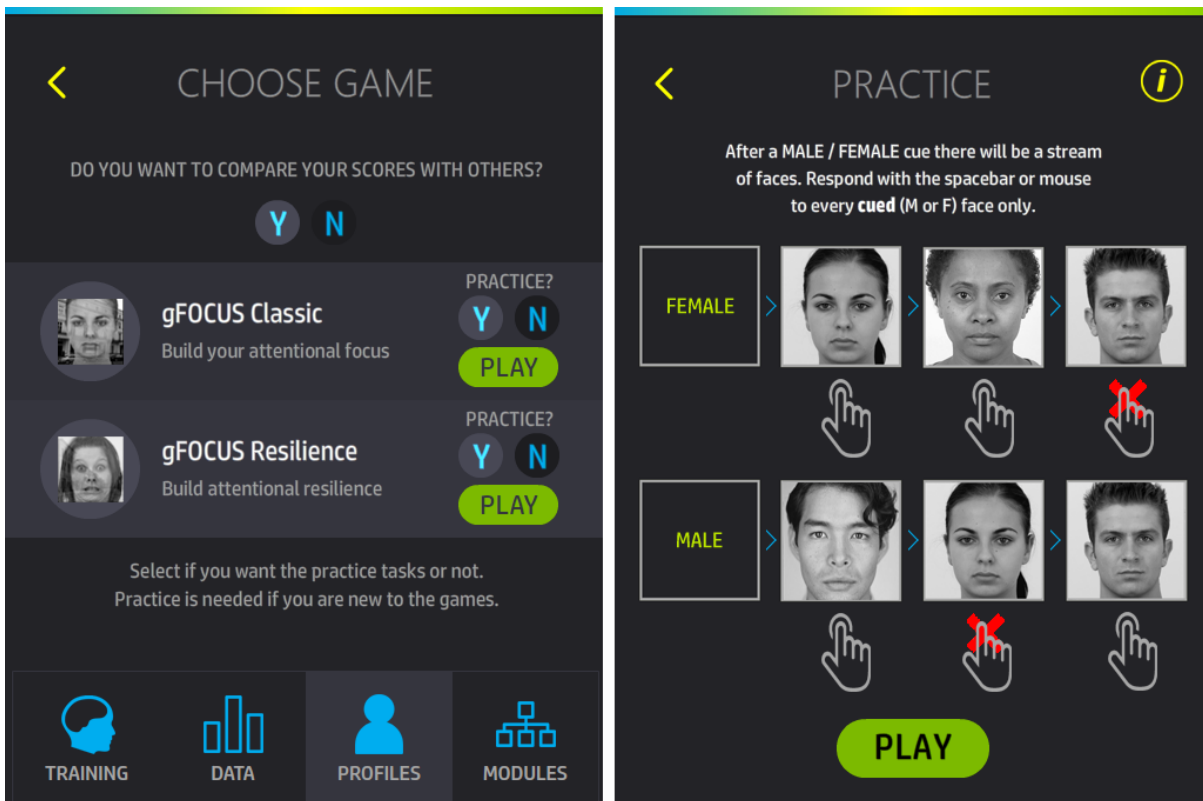 CHOOSE GAME
DO YOU WANT TO COMPARE YOUR SCORES WITH OTHERS?
Y N
PRACTICE?
gFOCUS Classic
Y N
Build your attentional focus
PLAY
PRACTICE?
gFOCUS Resilience
Y N
Build attentional resilience
PLAY
Select if you want the practice tasks or not.
Practice is needed if you are new to the games.
TRAINING DATA PROFILES MODULES
PRACTICE i
After a MALE / FEMALE cue there will be a stream
of faces. Respond with the spacebar or mouse
to every cued (M or F) face only.
FEMALE
MALE
PLAY